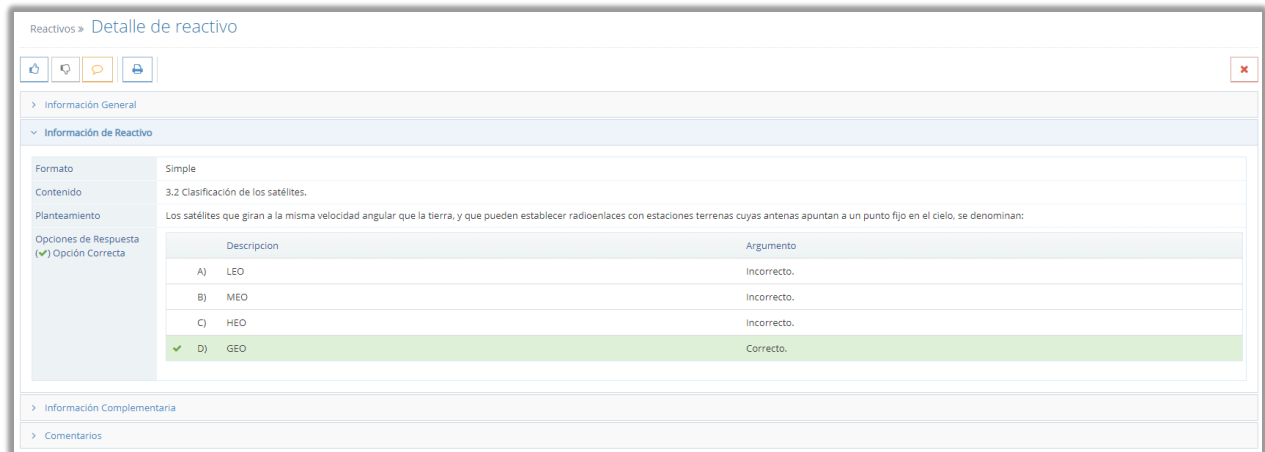 Reactivos » Detalle de reactivo
Información General
Información de Reactivo
Formato Simple
Contenido 3.2 Clasificación de los satélites.
Planteamiento Los satélites que giran a la misma velocidad angular que la tierra, y que pueden establecer radioenlaces con estaciones terrenas cuyas antenas apuntan a un punto fijo en el cielo, se denominan:
Opciones de Respuesta
(✔) Opción Correcta
Descripcion Argumento
A) LEO Incorrecto.
B) MEO Incorrecto.
C) HEO Incorrecto.
✔ D) GEO Correcto.
Información Complementaria
Comentarios